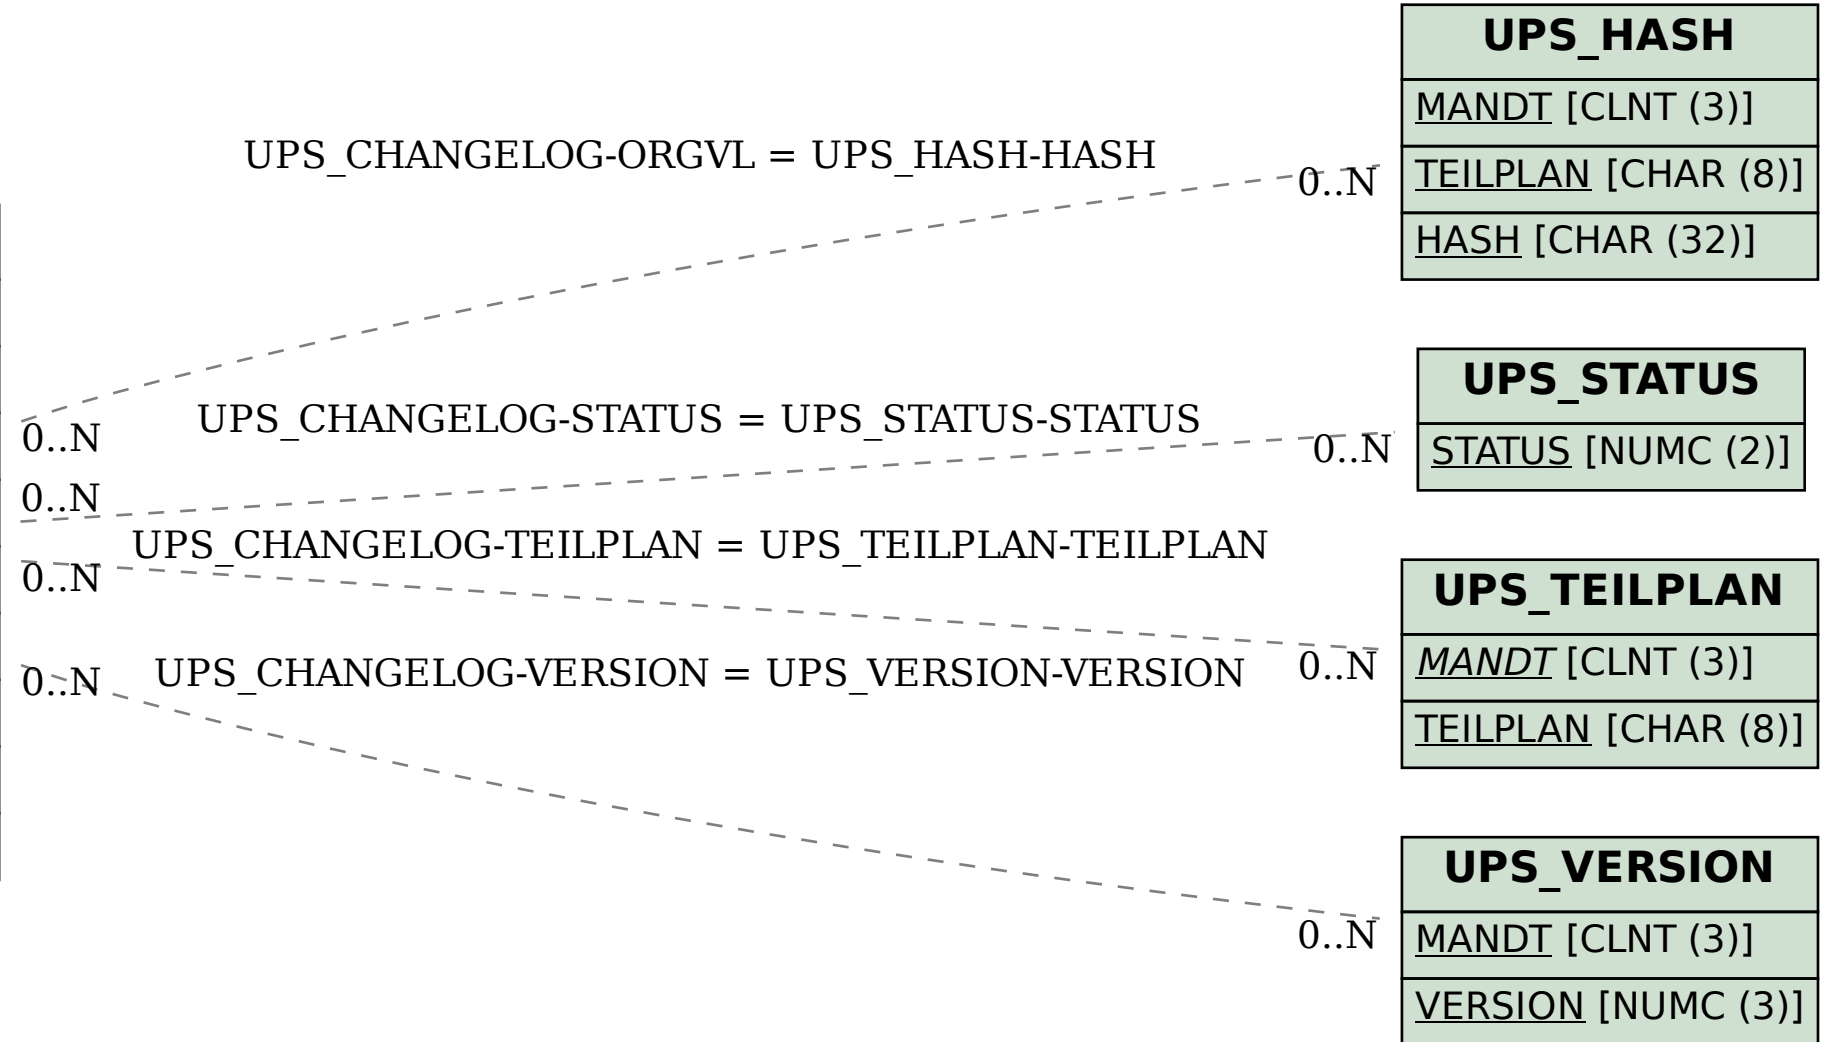 UPS_HASH
MANDT [CLNT (3)]
UPS_CHANGELOG-ORGVL = UPS_HASH-HASH
0..N
TEILPLAN [CHAR (8)]
HASH [CHAR (32)]
UPS_STATUS
0..N
UPS_CHANGELOG-STATUS = UPS_STATUS-STATUS
0..N
STATUS [NUMC (2)]
0..N
UPS_CHANGELOG-TEILPLAN = UPS_TEILPLAN-TEILPLAN
0..N
UPS_TEILPLAN
0..N
MANDT [CLNT (3)]
0..N
UPS_CHANGELOG-VERSION = UPS_VERSION-VERSION
TEILPLAN [CHAR (8)]
UPS_VERSION
0..N
MANDT [CLNT (3)]
VERSION [NUMC (3)]